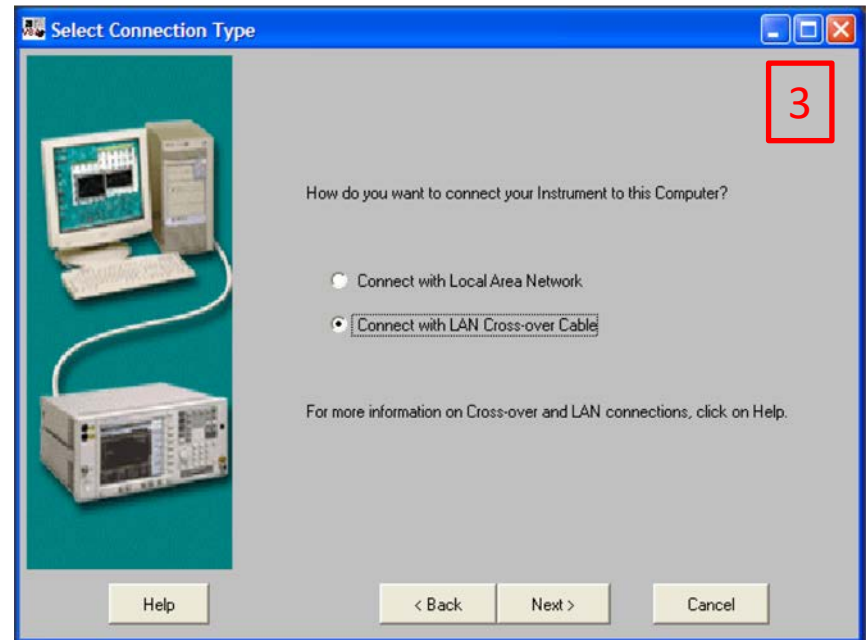 Select Connection Type
3
How do you want to connect your Instrument to this Computer?
Connect with Local Area Network
Connect with LAN Cross-over Cable
For more information on Cross-over and LAN connections, click on Help.
Help
< Back
Next >
Cancel